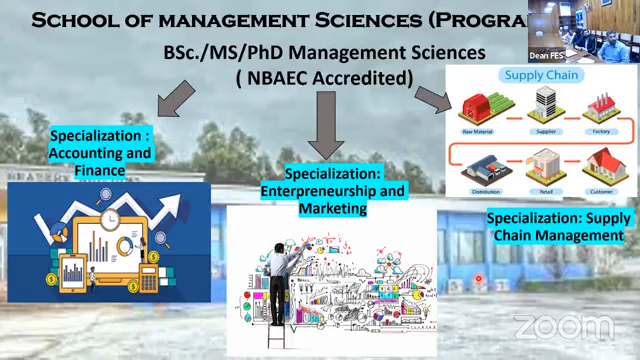 School of management Sciences (Progra
BSc./MS/PhD Management Sciences
( NBAEC Accredited)
Dean FES
Supply Chain
Raw Material
Supplier
Factory
Distribution
Retail
Customer
Specialization :
Accounting and
Finance
Specialization:
Enterpreneurship and
Marketing
Specialization: Supply
Chain Management
zoom